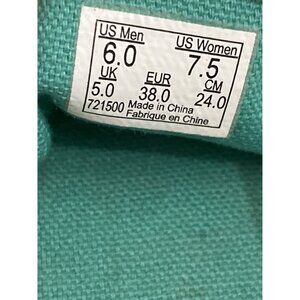 US Men US Women
6.0 7.5
UK EUR CM
5.0 38.0 24.0
721500 Made in China
Fabrique en Chine